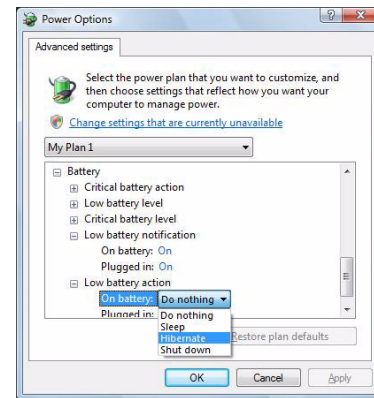 Power Options
Advanced settings
Select the power plan that you want to customize, and
then choose settings that reflect how you want your
computer to manage power.
Change settings that are currently unavailable
My Plan 1
Battery
Critical battery action
Low battery level
Critical battery level
Low battery notification
On battery: On
Plugged in: On
Low battery action
On battery: Do nothing
Plugged in: Do nothing
Sleep
Hibernate
Shut down
Restore plan defaults
OK Cancel Apply